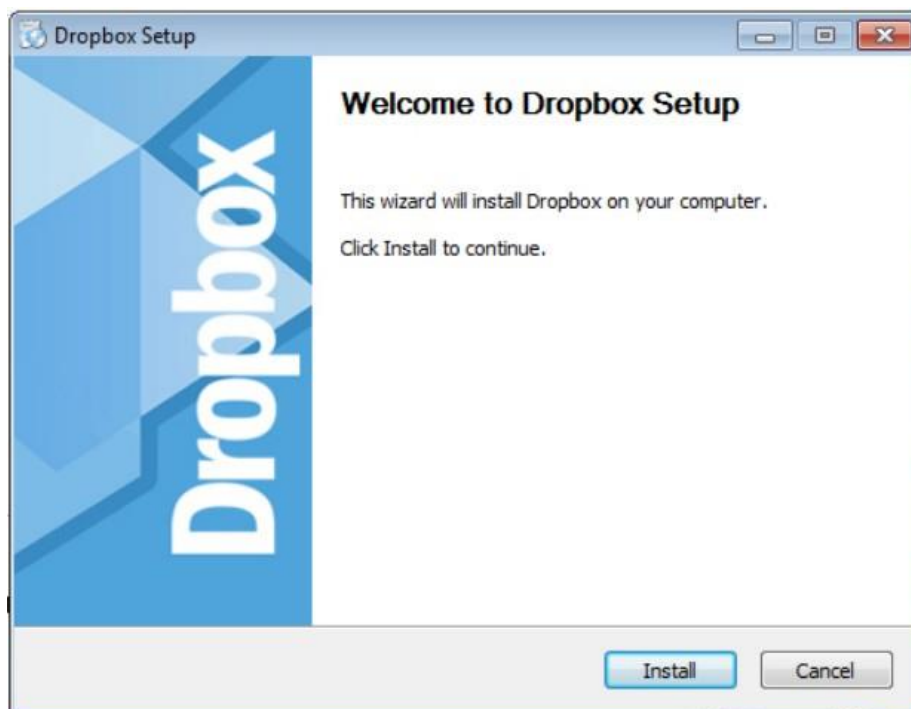 Dropbox Setup
Dropbox
Welcome to Dropbox Setup
This wizard will install Dropbox on your computer.
Click Install to continue.
Install
Cancel